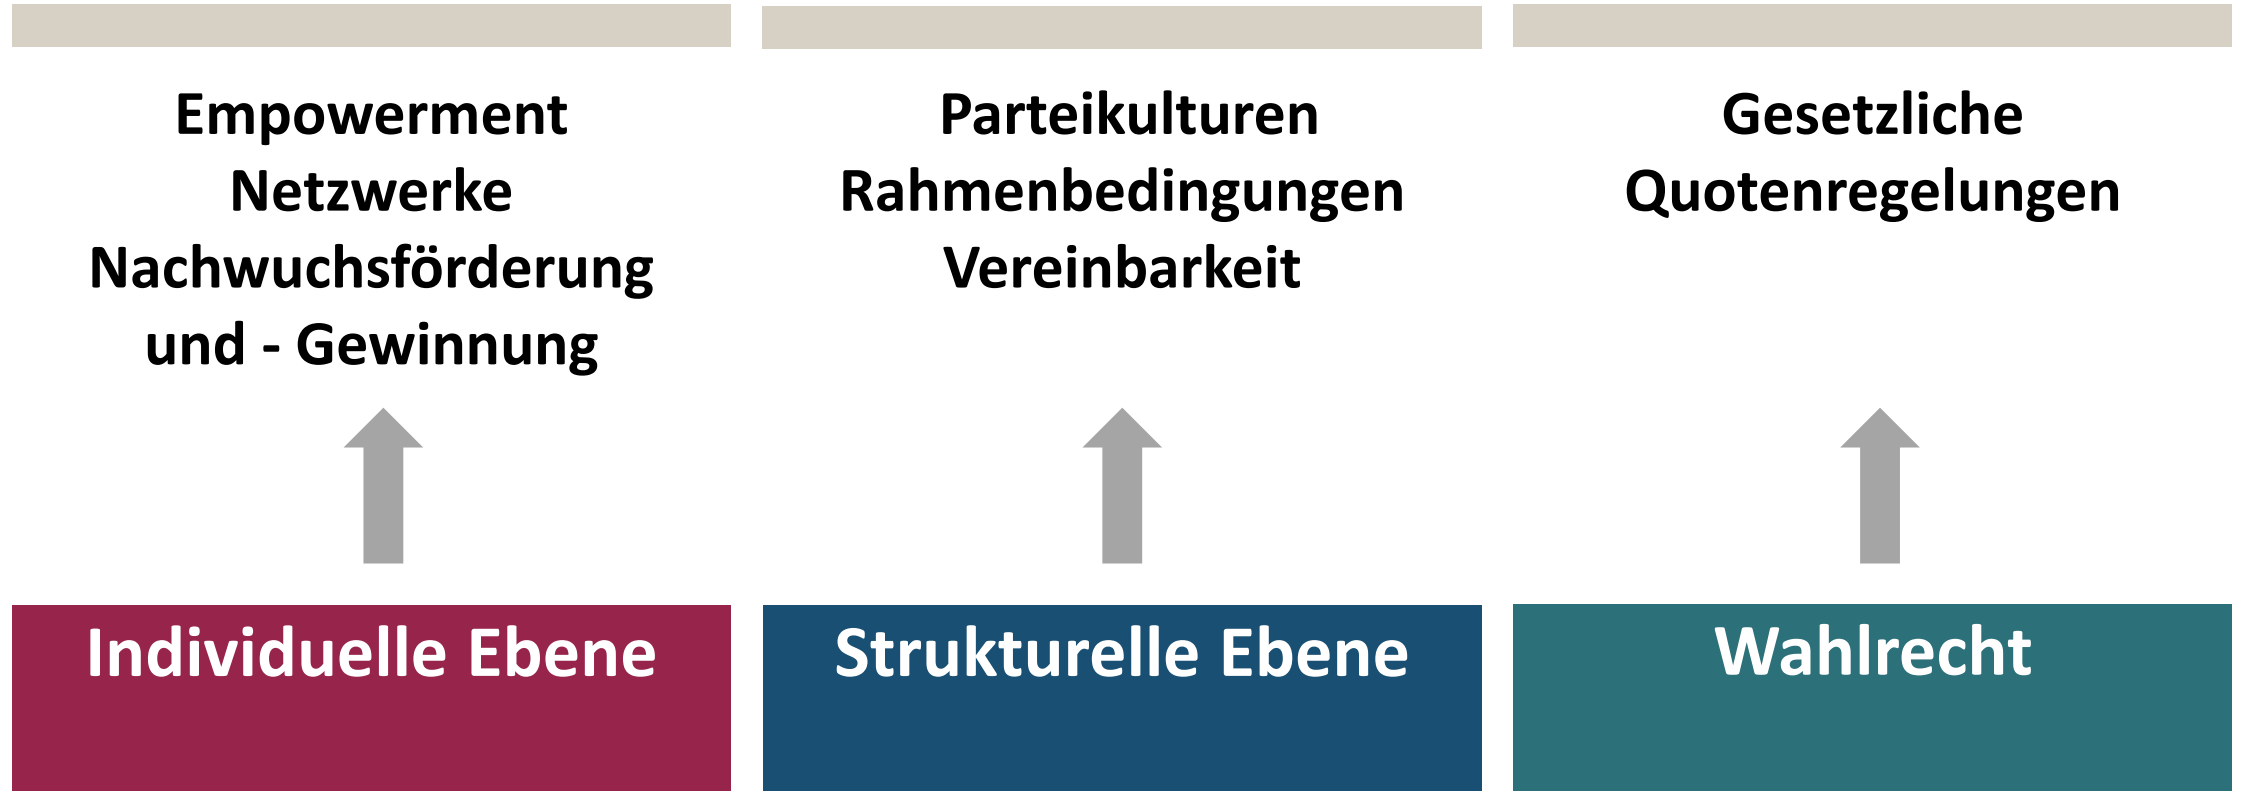 Empowerment
Netzwerke
Nachwuchsförderung
und - Gewinnung
Individuelle Ebene
Parteikulturen
Rahmenbedingungen
Vereinbarkeit
Strukturelle Ebene
Gesetzliche
Quotenregelungen
Wahlrecht